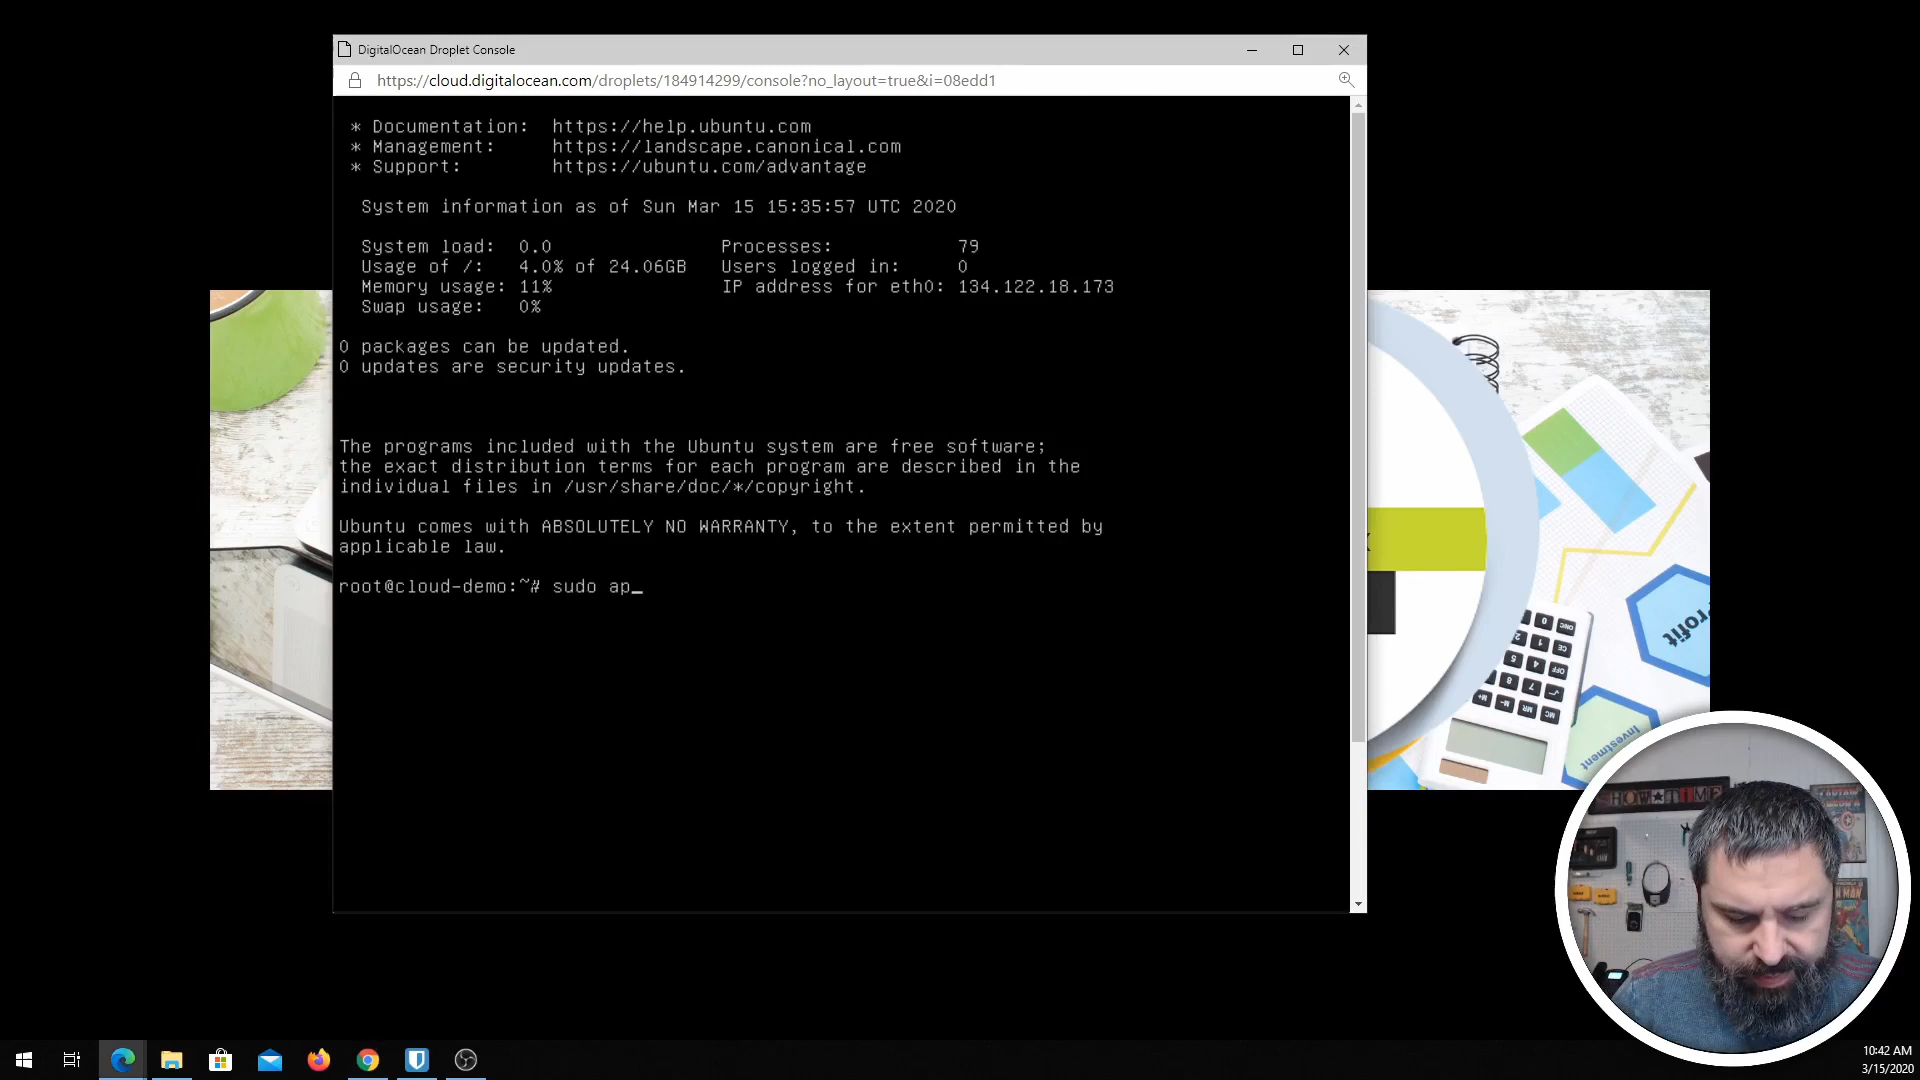 DigitalOcean Droplet Console
https://cloud.digitalocean.com/droplets/184914299/console?no_layout=true&i=08edd1
* Documentation: https://help.ubuntu.com
* Management: https://landscape.canonical.com
* Support: https://ubuntu.com/advantage
System information as of Sun Mar 15 15:35:57 UTC 2020
System load: 0.0 Processes: 79
Usage of /: 4.0% of 24.06GB Users logged in: 0
Memory usage: 11% IP address for eth0: 134.122.18.173
Swap usage: 0%
0 packages can be updated.
0 updates are security updates.
The programs included with the Ubuntu system are free software;
the exact distribution terms for each program are described in the
individual files in /usr/share/doc/*/copyright.
Ubuntu comes with ABSOLUTELY NO WARRANTY, to the extent permitted by
applicable law.
root@cloud-demo:~# sudo ap_
Profit
Investment
SHOW★TIME
10:42 AM
3/15/2020